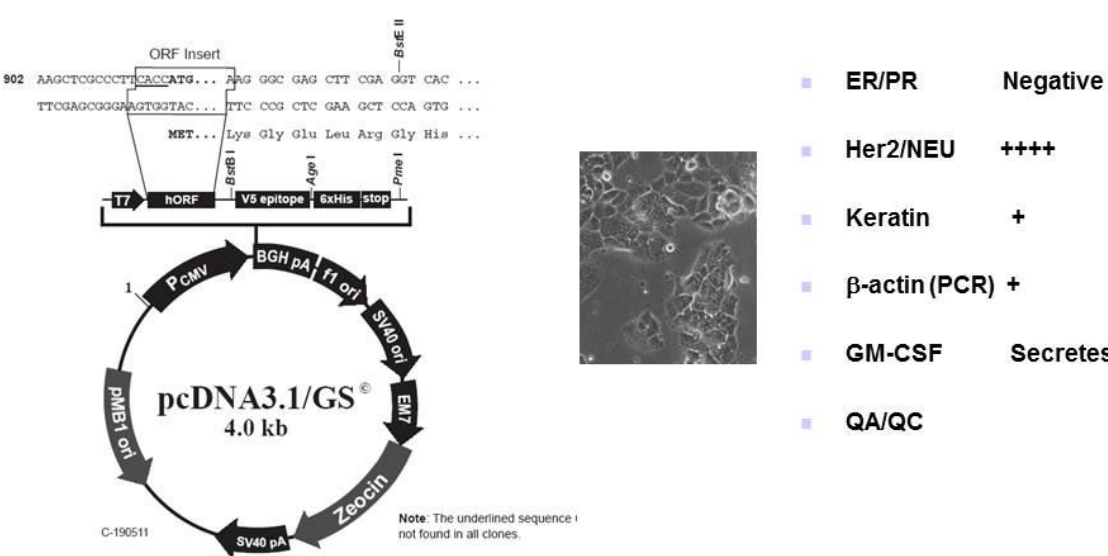 BstE II
ORF Insert
902 AAGCTCGCCCTTCACCATG... AAG GGC GAG CTT CGA GGT CAC ...
TTCGAGCGGGAAGTGGTAC... TTC CCG CTC GAA GCT CCA GTG ...
MET... Lys Gly Glu Leu Arg Gly His ...
BstB I
Age I
Pme I
T7 hORF V5 epitope 6xHis stop
PCMV
BGH pA
f1 ori
SV40 ori
EM7
Zeocin
SV40 pA
pMB1 ori
1
pcDNA3.1/GS©
4.0 kb
C-190511
Note: The underlined sequence
not found in all clones.
ER/PR Negative
Her2/NEU ++++
Keratin +
β-actin (PCR) +
GM-CSF Secretes
QA/QC